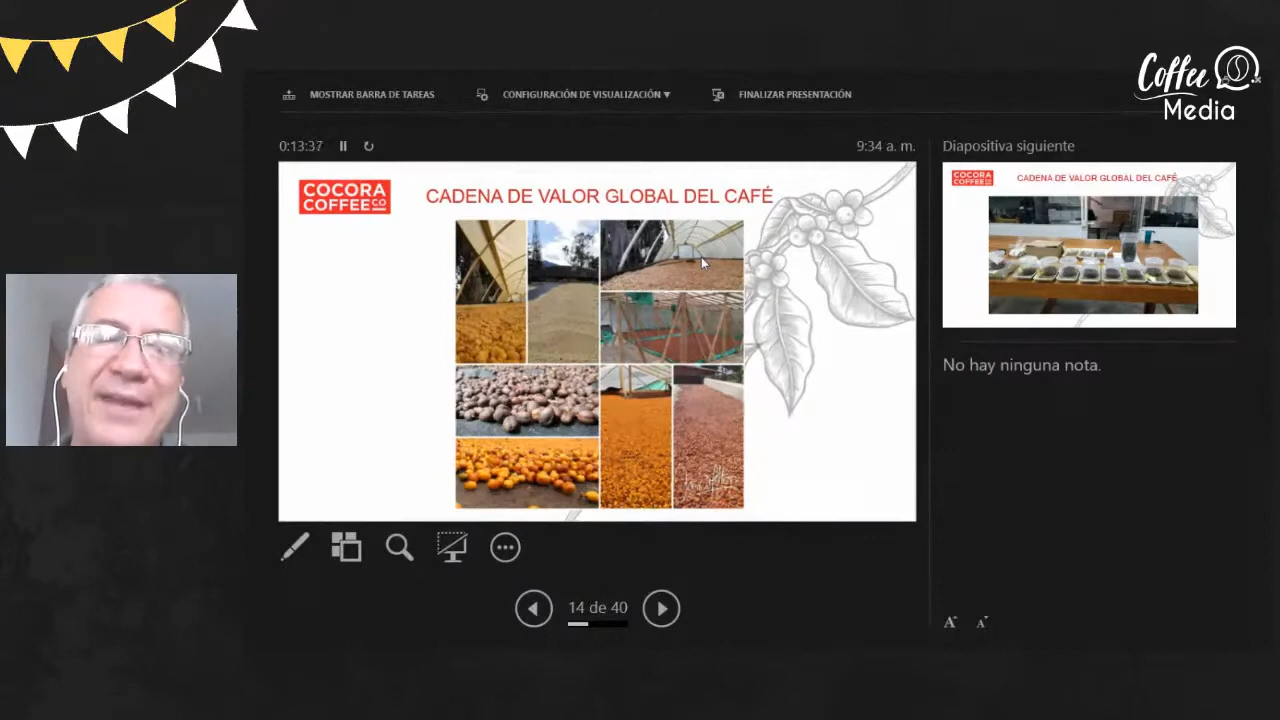 Coffee
Media
MOSTRAR BARRA DE TAREAS
CONFIGURACIÓN DE VISUALIZACIÓN ▼
FINALIZAR PRESENTACIÓN
0:13:37
9:34 a. m.
COCORA
COFFEE CO
CADENA DE VALOR GLOBAL DEL CAFÉ
14 de 40
Diapositiva siguiente
COCORA
COFFEE CO
CADENA DE VALOR GLOBAL DEL CAFÉ
No hay ninguna nota.
A A